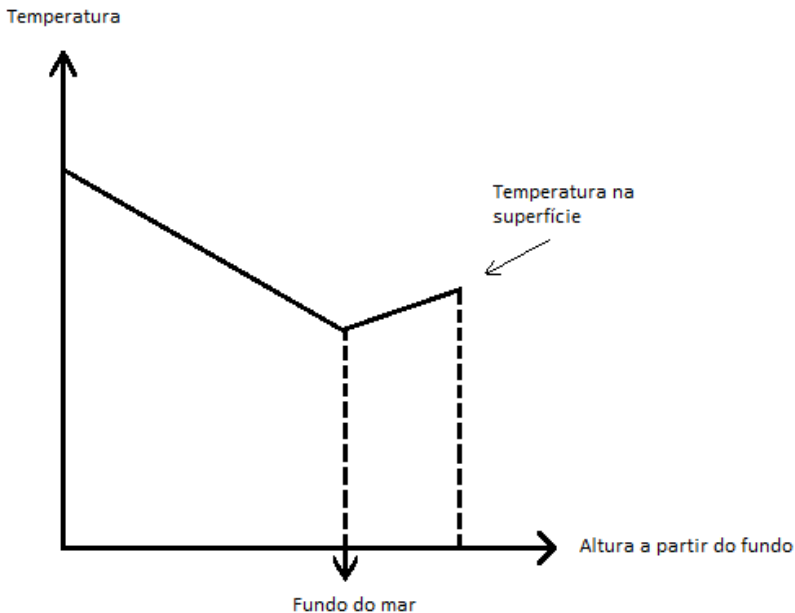 Temperatura
Temperatura na
superfície
Altura a partir do fundo
Fundo do mar